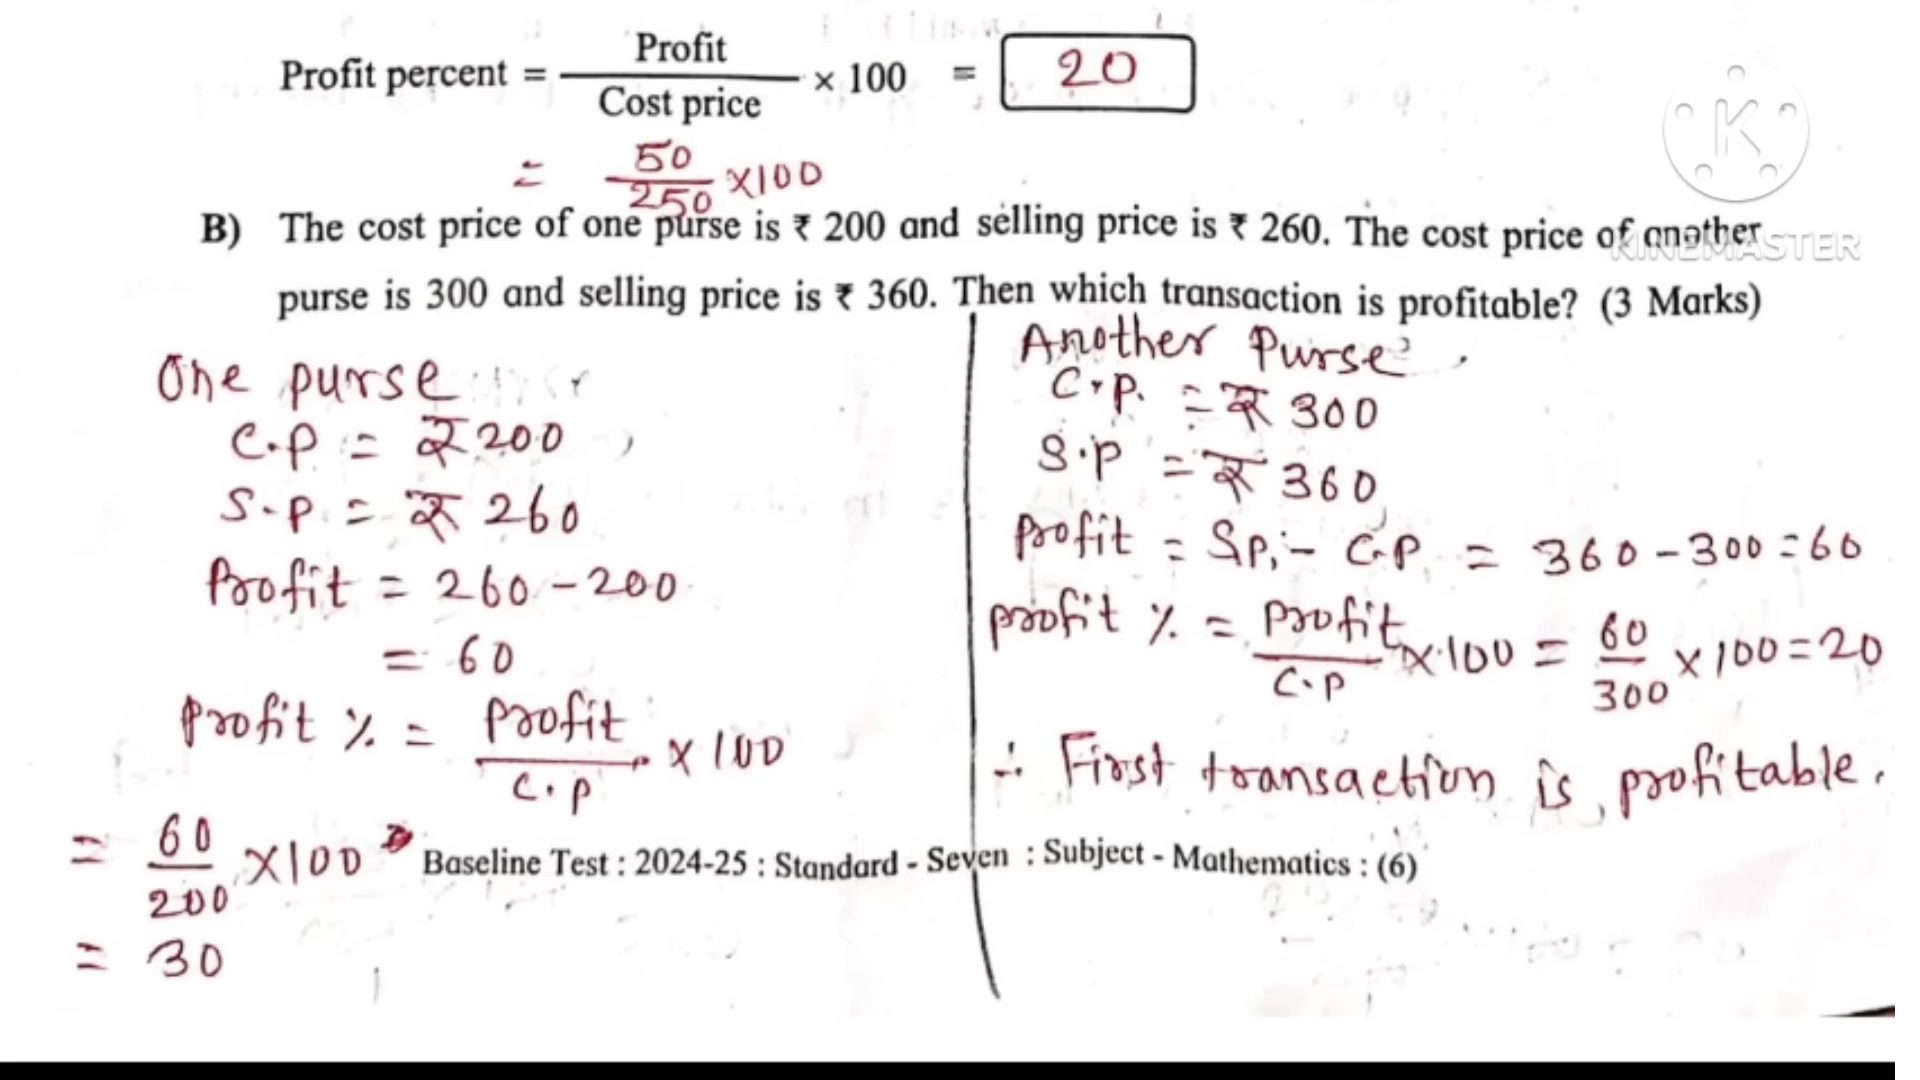 Profit percent = Profit / Cost price × 100 = 20
= 50 / 250 ×100
B) The cost price of one purse is ₹ 200 and selling price is ₹ 260. The cost price of another
KINEMASTER
purse is 300 and selling price is ₹ 360. Then which transaction is profitable? (3 Marks)
One purse
C.P = ₹ 200
S.P. = ₹ 260
Profit = 260 - 200
= 60
Profit % = Profit / C.P × 100
= 60 / 200 ×100
= 30
Another Purse
C.P. = ₹ 300
S.P = ₹ 360
Profit = S.P. - C.P. = 360 - 300 = 60
Profit % = Profit / C.P × 100 = 60 / 300 × 100 = 20
∴ First transaction is profitable.
Baseline Test : 2024-25 : Standard - Seven : Subject - Mathematics : (6)